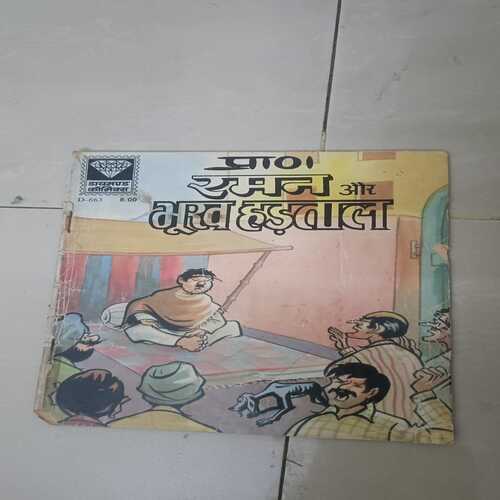 डायमण्ड
कॉमिक्स
D-663 8.00
प्राण
रमन और
भूख हड़ताल